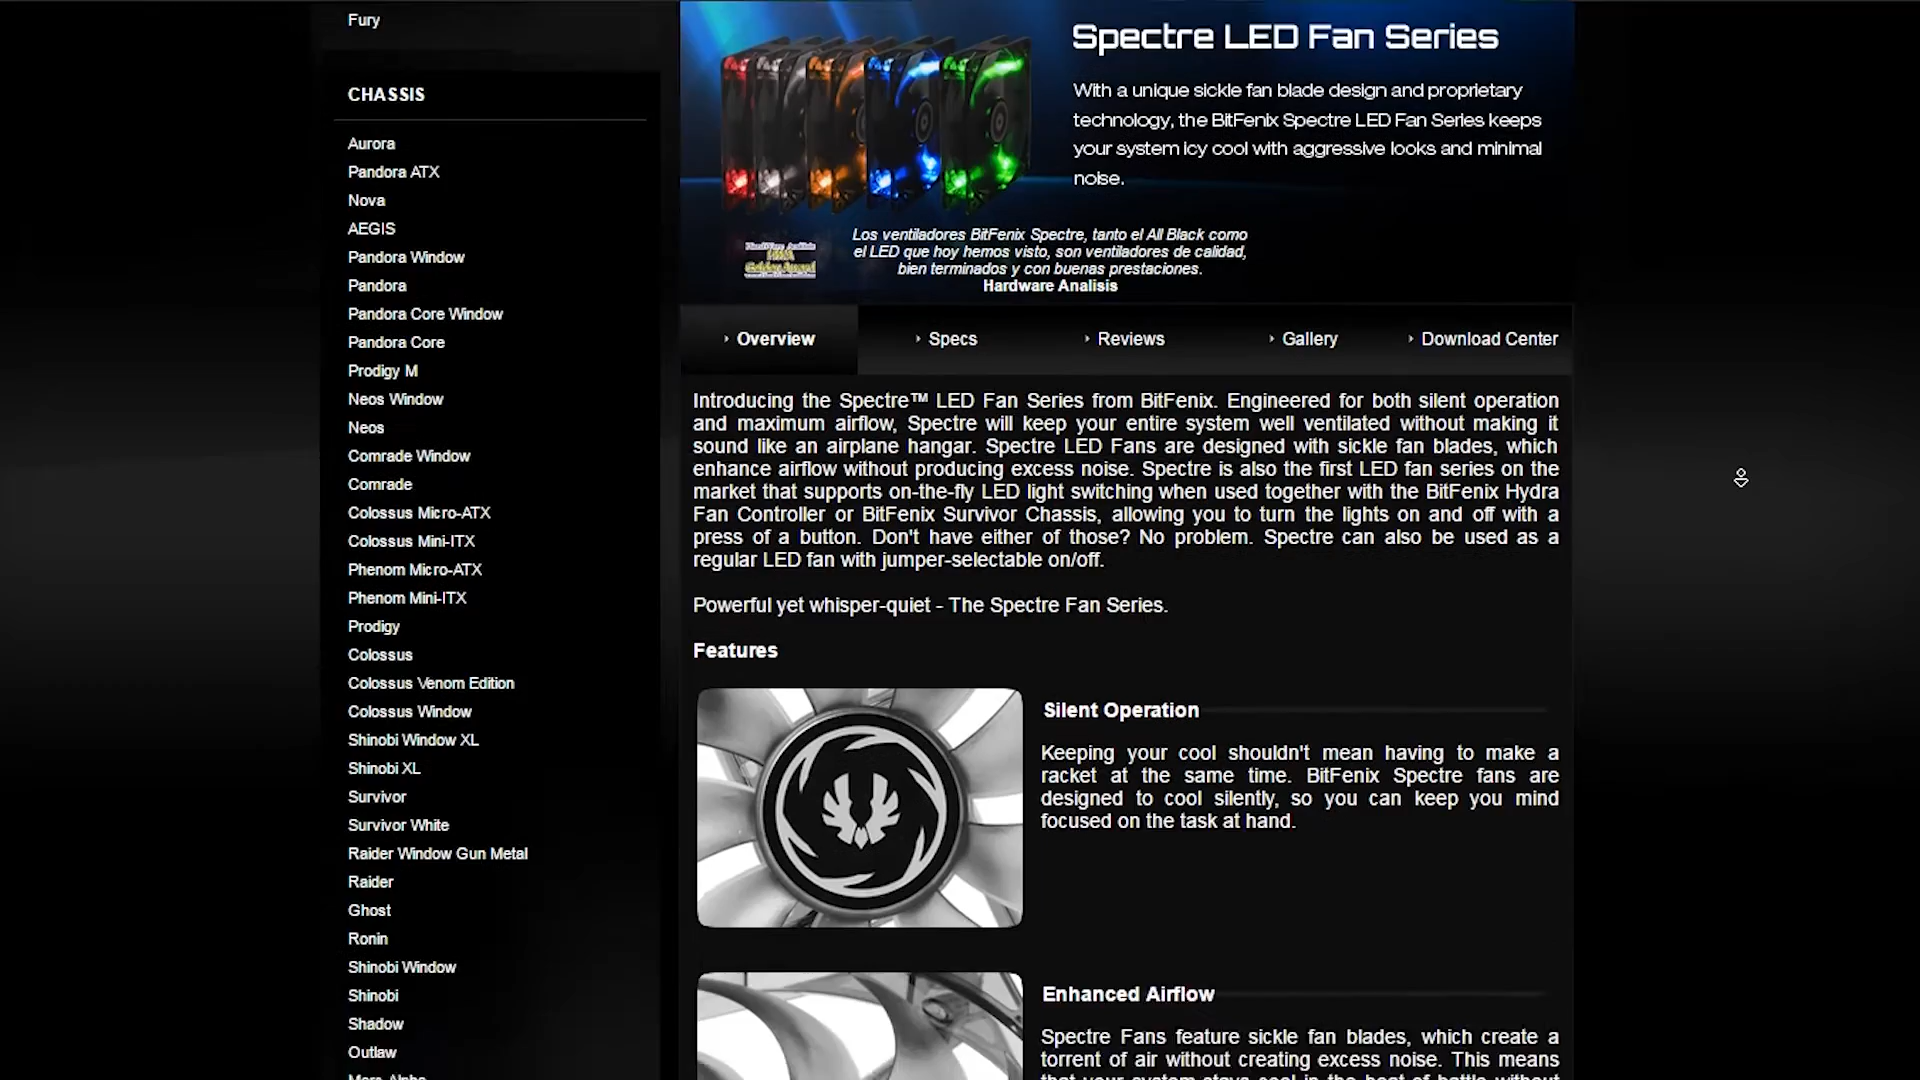 Fury
CHASSIS
Aurora
Pandora ATX
Nova
AEGIS
Pandora Window
Pandora
Pandora Core Window
Pandora Core
Prodigy M
Neos Window
Neos
Comrade Window
Comrade
Colossus Micro-ATX
Colossus Mini-ITX
Phenom Micro-ATX
Phenom Mini-ITX
Prodigy
Colossus
Colossus Venom Edition
Colossus Window
Shinobi Window XL
Shinobi XL
Survivor
Survivor White
Raider Window Gun Metal
Raider
Ghost
Ronin
Shinobi Window
Shinobi
Shadow
Outlaw
Spectre LED Fan Series
With a unique sickle fan blade design and proprietary
technology, the BitFenix Spectre LED Fan Series keeps
your system icy cool with aggressive looks and minimal
noise.
Los ventiladores BitFenix Spectre, tanto el All Black como
el LED que hoy hemos visto, son ventiladores de calidad,
bien terminados y con buenas prestaciones.
Hardware Analisis
Overview
Specs
Reviews
Gallery
Download Center
Introducing the Spectre™ LED Fan Series from BitFenix. Engineered for both silent operation
and maximum airflow, Spectre will keep your entire system well ventilated without making it
sound like an airplane hangar. Spectre LED Fans are designed with sickle fan blades, which
enhance airflow without producing excess noise. Spectre is also the first LED fan series on the
market that supports on-the-fly LED light switching when used together with the BitFenix Hydra
Fan Controller or BitFenix Survivor Chassis, allowing you to turn the lights on and off with a
press of a button. Don't have either of those? No problem. Spectre can also be used as a
regular LED fan with jumper-selectable on/off.
Powerful yet whisper-quiet - The Spectre Fan Series.
Features
Silent Operation
Keeping your cool shouldn't mean having to make a
racket at the same time. BitFenix Spectre fans are
designed to cool silently, so you can keep you mind
focused on the task at hand.
Enhanced Airflow
Spectre Fans feature sickle fan blades, which create a
torrent of air without creating excess noise. This means